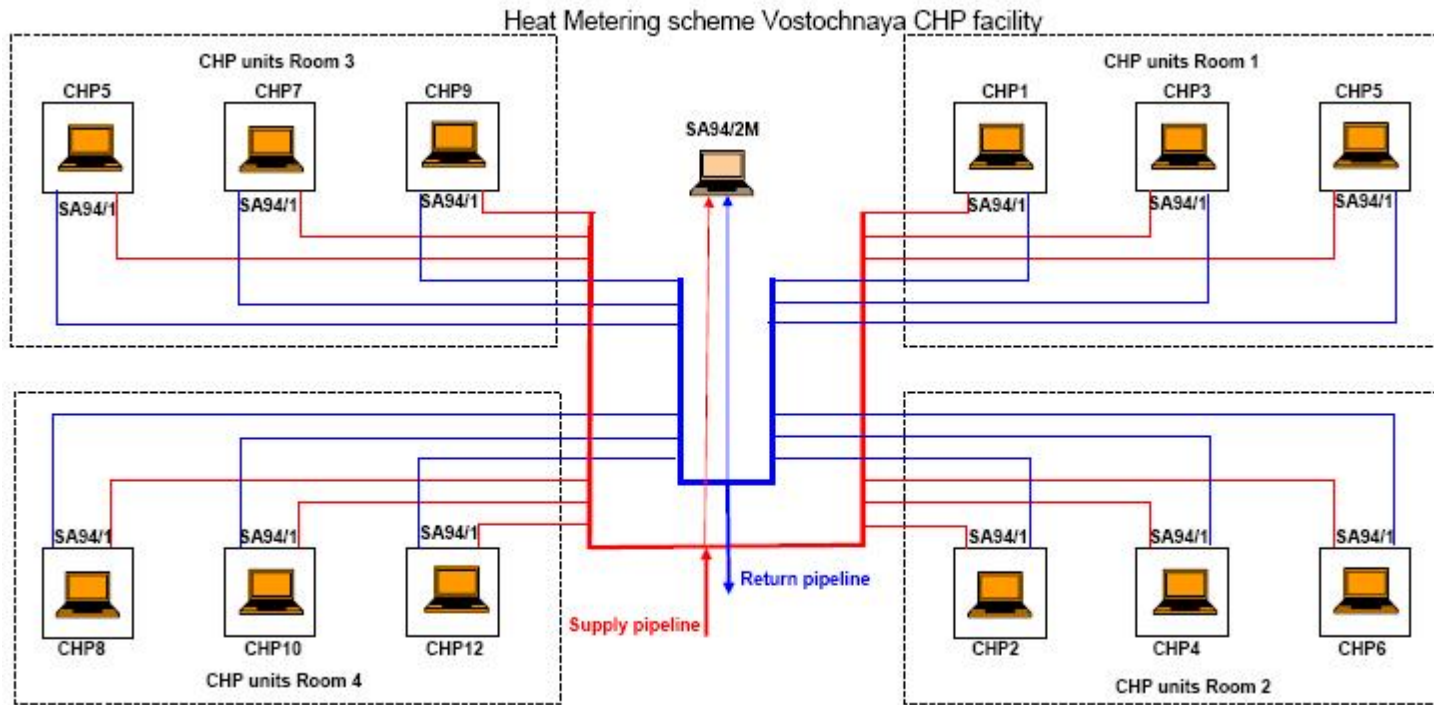 Heat Metering scheme Vostochnaya CHP facility
CHP units Room 3
CHP5 CHP7 CHP9
SA94/1 SA94/1 SA94/1
SA94/2M
CHP units Room 1
CHP1 CHP3 CHP5
SA94/1 SA94/1 SA94/1
SA94/1 SA94/1 SA94/1
CHP8 CHP10 CHP12
CHP units Room 4
Return pipeline
Supply pipeline
SA94/1 SA94/1 SA94/1
CHP2 CHP4 CHP6
CHP units Room 2